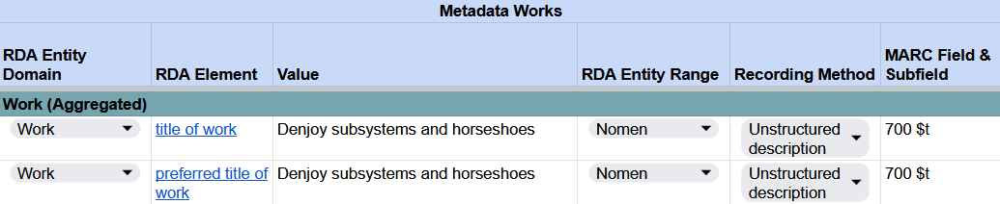 Metadata Works
RDA Entity Domain RDA Element Value RDA Entity Range Recording Method MARC Field & Subfield
Work (Aggregated)
Work title of work Denjoy subsystems and horseshoes Nomen Unstructured description 700 $t
Work preferred title of work Denjoy subsystems and horseshoes Nomen Unstructured description 700 $t